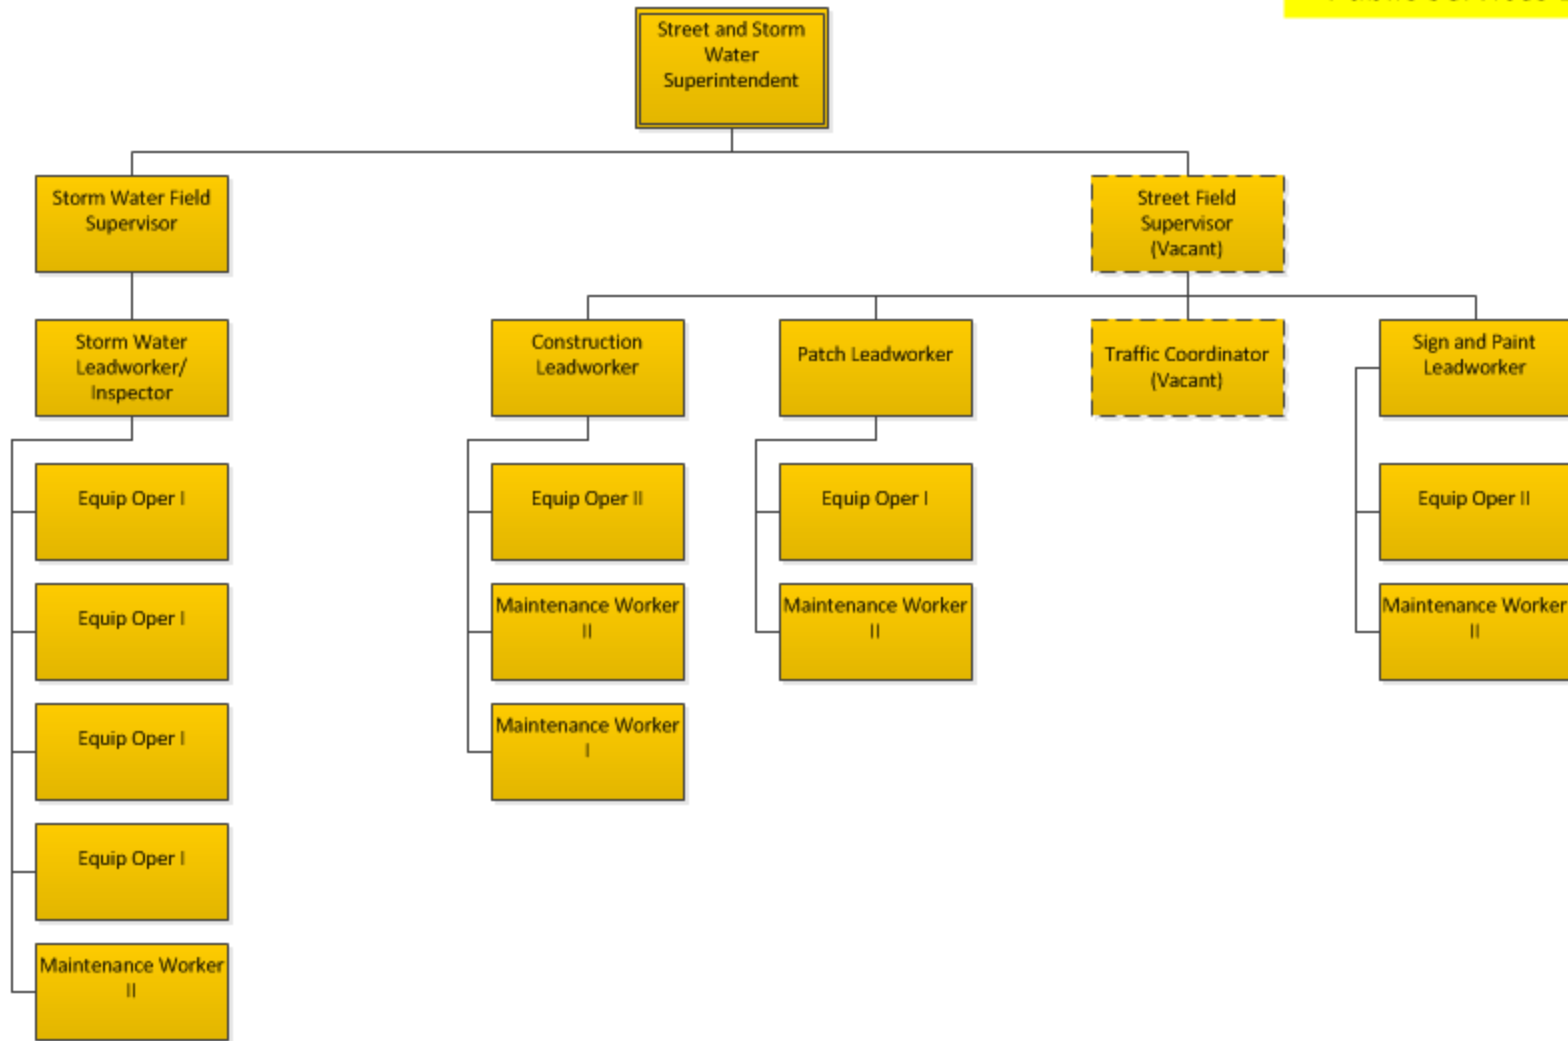 Street and Storm
Water
Superintendent
Storm Water Field
Supervisor
Street Field
Supervisor
(Vacant)
Storm Water
Leadworker/
Inspector
Construction
Leadworker
Patch Leadworker
Traffic Coordinator
(Vacant)
Sign and Paint
Leadworker
Equip Oper I
Equip Oper II
Equip Oper I
Equip Oper II
Equip Oper I
Maintenance Worker
II
Maintenance Worker
II
Maintenance Worker
II
Equip Oper I
Maintenance Worker
I
Equip Oper I
Maintenance Worker
II